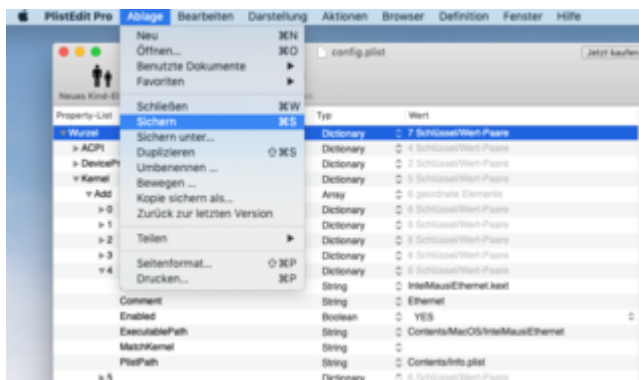 PlistEdit Pro Ablage Bearbeiten Darstellung Aktionen Browser Definition Fenster Hilfe
Neu ⌘N
Öffnen... ⌘O
Benutzte Dokumente
Favoriten
Schließen ⌘W
Sichern ⌘S
Sichern unter...
Duplizieren ⇧⌘S
Umbenennen ...
Bewegen ...
Kopie sichern als...
Zurück zur letzten Version
Teilen
Seitenformat... ⇧⌘P
Drucken... ⌘P
config.plist Jetzt kaufen
Property-List Typ Wert
Wurzel Dictionary 7 Schlüssel/Wert-Paare
ACPI Dictionary 4 Schlüssel/Wert-Paare
Dictionary 2 Schlüssel/Wert-Paare
Kernel Dictionary 5 Schlüssel/Wert-Paare
Add Array 6 geordnete Elemente
0 Dictionary 6 Schlüssel/Wert-Paare
1 Dictionary 6 Schlüssel/Wert-Paare
2 Dictionary 6 Schlüssel/Wert-Paare
3 Dictionary 6 Schlüssel/Wert-Paare
4 Dictionary 6 Schlüssel/Wert-Paare
String IntelMausiEthernet.kext
Comment String Ethernet
Enabled Boolean YES
ExecutablePath String Contents/MacOS/IntelMausiEthernet
MatchKernel String
PlistPath String Contents/Info.plist
5 Dictionary 6 Schlüssel/Wert-Paare